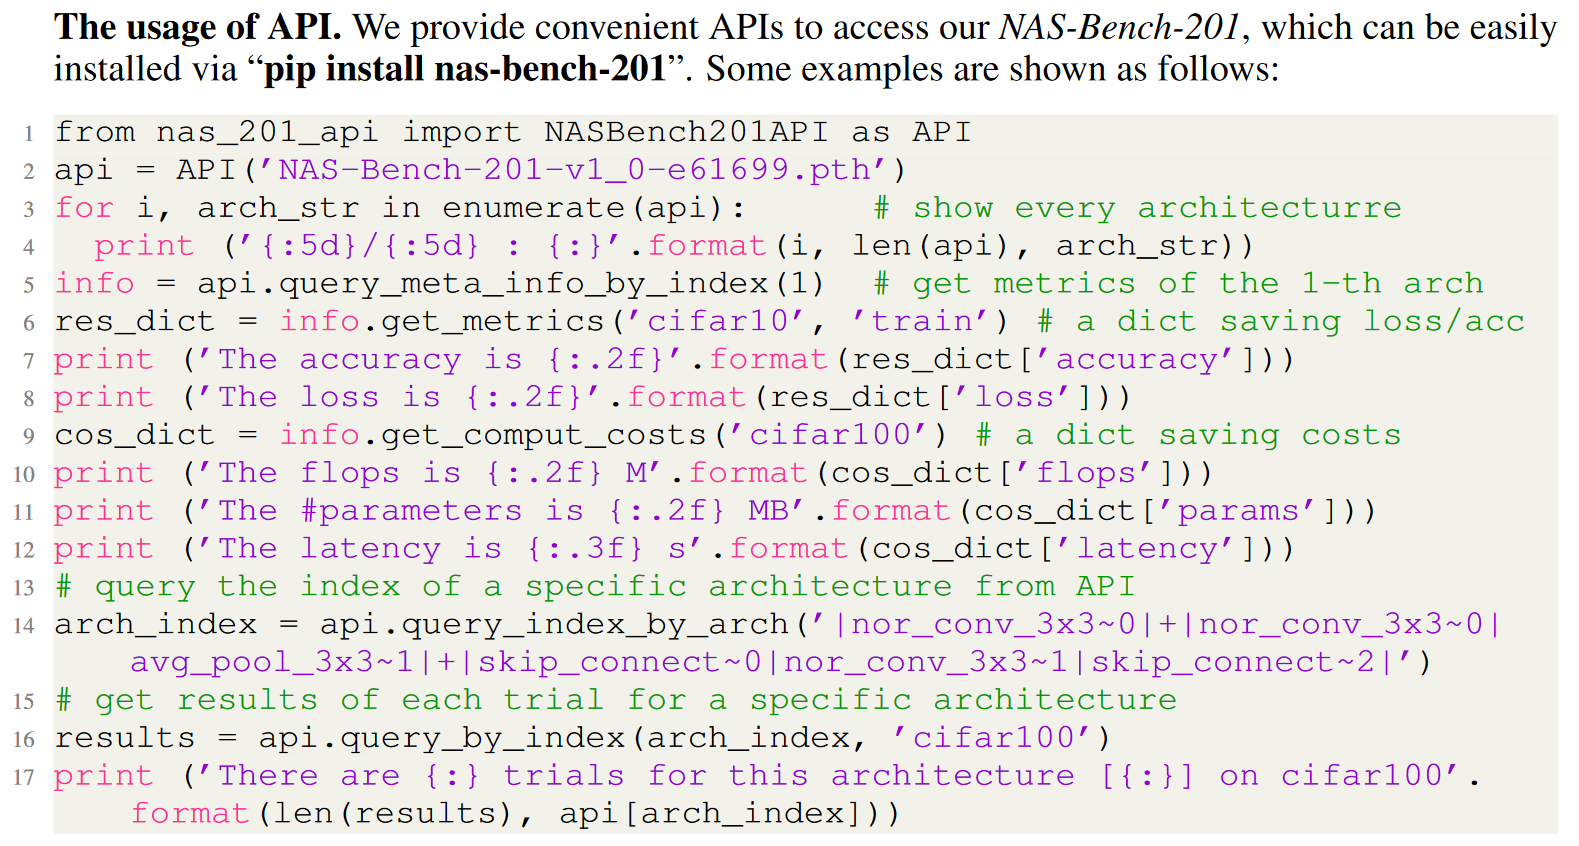 The usage of API. We provide convenient APIs to access our NAS-Bench-201, which can be easily
installed via “pip install nas-bench-201”. Some examples are shown as follows:
1 from nas_201_api import NASBench201API as API
2 api = API('NAS-Bench-201-v1_0-e61699.pth')
3 for i, arch_str in enumerate(api):      # show every architecturre
4   print ('{:5d}/{:5d} : {:}'.format(i, len(api), arch_str))
5 info = api.query_meta_info_by_index(1)  # get metrics of the 1-th arch
6 res_dict = info.get_metrics('cifar10', 'train') # a dict saving loss/acc
7 print ('The accuracy is {:.2f}'.format(res_dict['accuracy']))
8 print ('The loss is {:.2f}'.format(res_dict['loss']))
9 cos_dict = info.get_comput_costs('cifar100') # a dict saving costs
10 print ('The flops is {:.2f} M'.format(cos_dict['flops']))
11 print ('The #parameters is {:.2f} MB'.format(cos_dict['params']))
12 print ('The latency is {:.3f} s'.format(cos_dict['latency']))
13 # query the index of a specific architecture from API
14 arch_index = api.query_index_by_arch('|nor_conv_3x3~0|+|nor_conv_3x3~0|
avg_pool_3x3~1|+|skip_connect~0|nor_conv_3x3~1|skip_connect~2|')
15 # get results of each trial for a specific architecture
16 results = api.query_by_index(arch_index, 'cifar100')
17 print ('There are {:} trials for this architecture [{:}] on cifar100'.
format(len(results), api[arch_index]))